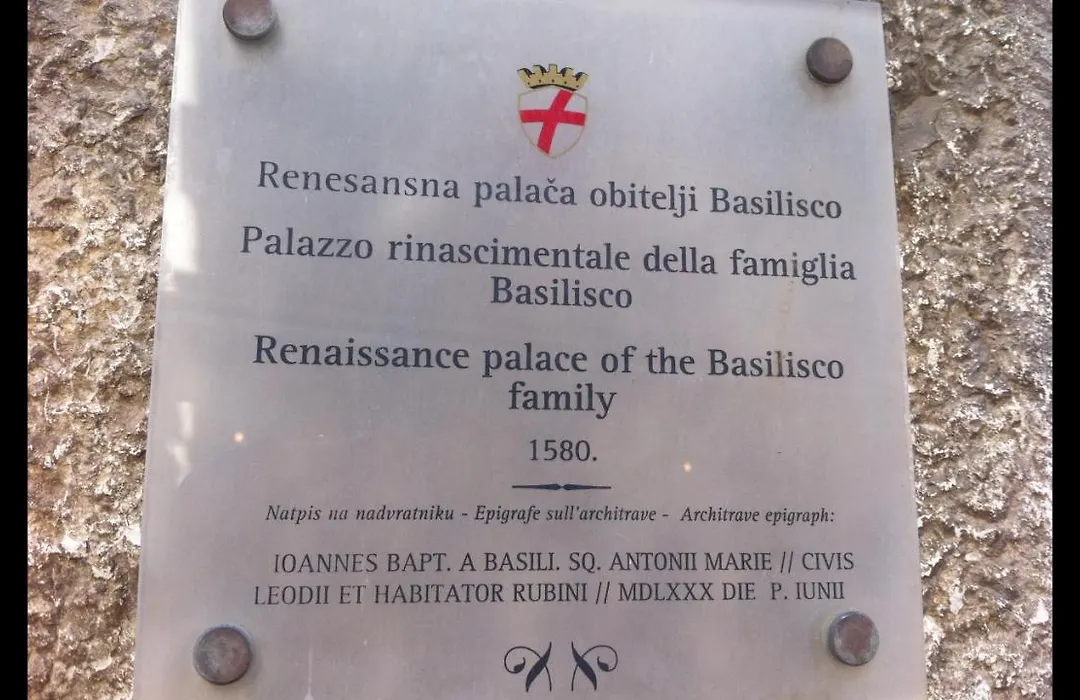 Renesansna palača obitelji Basilisco
Palazzo rinascimentale della famiglia
Basilisco
Renaissance palace of the Basilisco
family
1580.
Natpis na nadvratniku - Epigrafe sull'architrave - Architrave epigraph:
IOANNES BAPT. A BASILI. SQ. ANTONII MARIE // CIVIS
LEODII ET HABITATOR RUBINI // MDLXXX DIE P. IUNII